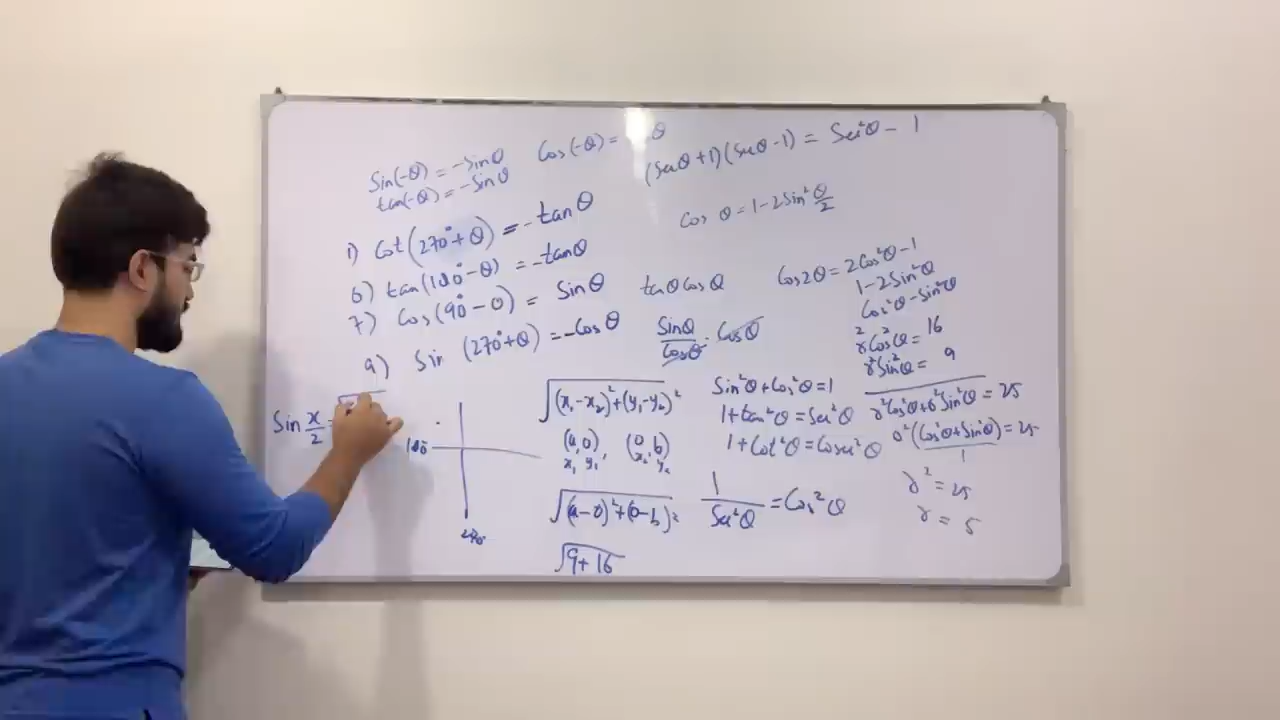 Sin(-θ) = -Sinθ
tan(-θ) = -Sinθ
Cos(-θ) = θ
(Secθ+1)(Secθ-1) = Sec²θ - 1
Cos θ = 1-2Sin² θ/2
1) Cot(270°+θ) = -tanθ
6) tan(180°-θ) = -tanθ
7) Cos(90°-θ) = Sinθ
9) Sin (270°+θ) = -Cosθ
tanθ Cosθ
Sinθ/Cosθ · Cosθ
Cos2θ = 2Cos²θ-1
1-2Sin²θ
Cos²θ-Sin²θ
r²Cos²θ = 16
r²Sin²θ = 9
r²Cos²θ+r²Sin²θ = 25
r²(Cos²θ+Sin²θ) = 25
1
r² = 25
r = 5
Sin x/2 = √
180°
270°
√(x₁-x₂)²+(y₁-y₂)²
(a,0) (0,b)
x₁ y₁, x₂ y₂
√(a-0)²+(0-b)²
√9+16
Sin²θ+Cos²θ=1
1+tan²θ=Sec²θ
1+Cot²θ=Cosec²θ
1/Sec²θ = Cos²θ